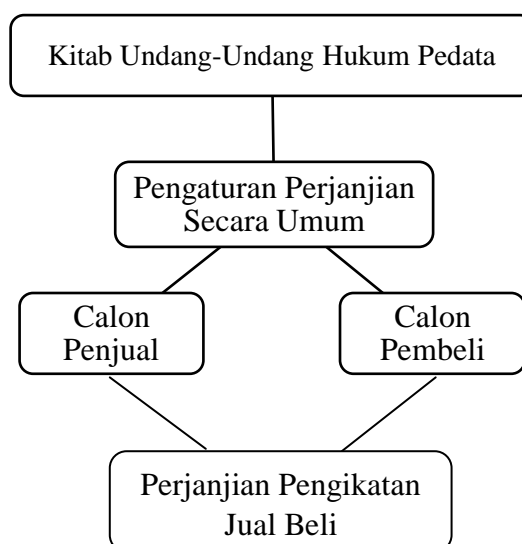 Kitab Undang-Undang Hukum Pedata
Pengaturan Perjanjian
Secara Umum
Calon
Penjual
Calon
Pembeli
Perjanjian Pengikatan
Jual Beli